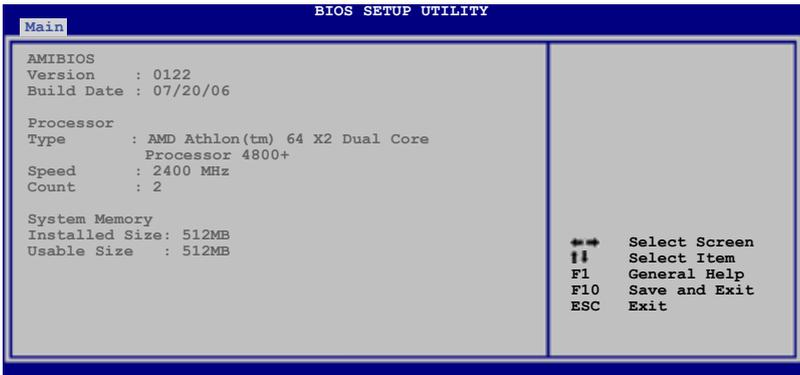 BIOS SETUP UTILITY
Main
AMIBIOS
Version : 0122
Build Date : 07/20/06
Processor
Type : AMD Athlon(tm) 64 X2 Dual Core
Processor 4800+
Speed : 2400 MHz
Count : 2
System Memory
Installed Size: 512MB
Usable Size : 512MB
←→ Select Screen
↑↓ Select Item
F1 General Help
F10 Save and Exit
ESC Exit